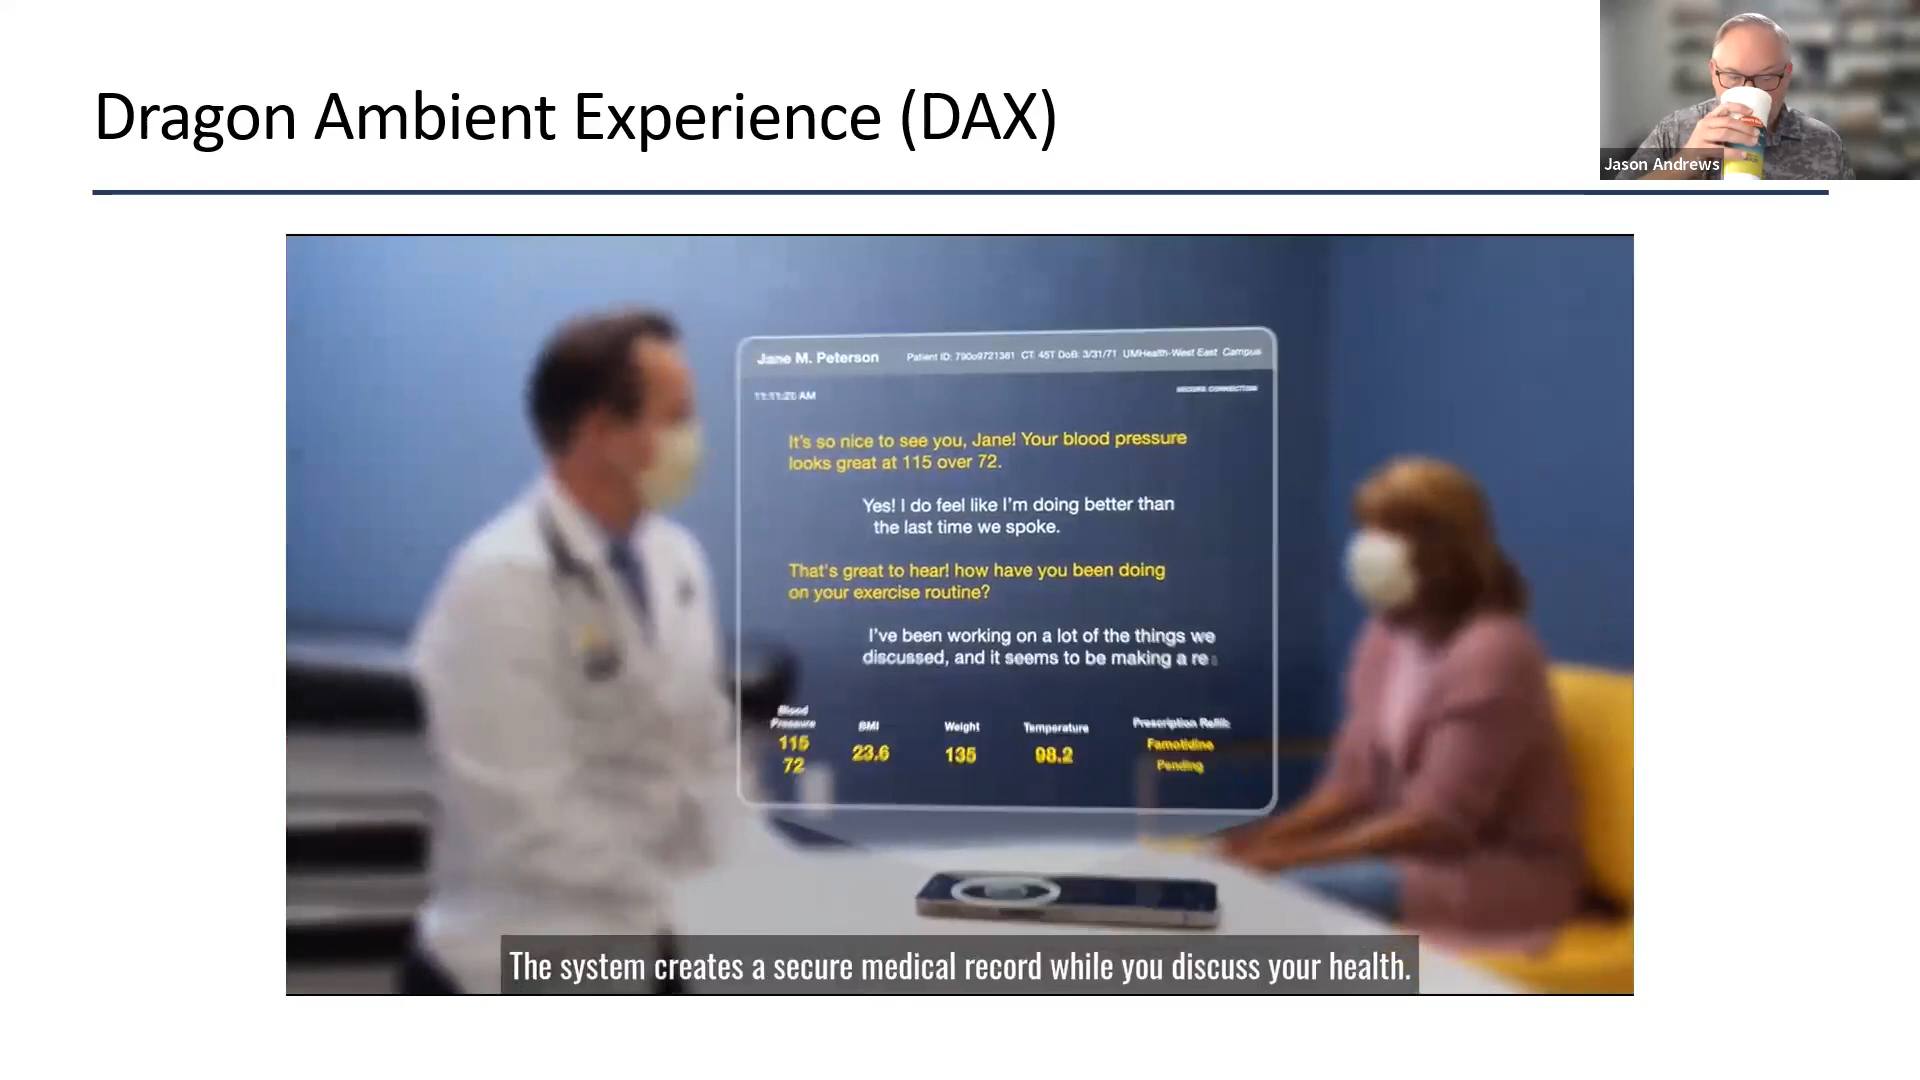 Dragon Ambient Experience (DAX)
Jason Andrews
Jane M. Peterson Patient ID: 790o9721361 CT: 45T DoB: 3/31/71 UMHealth-West East Campus
11:11:20 AM
SECURE CONNECTION
It's so nice to see you, Jane! Your blood pressure
looks great at 115 over 72.
Yes! I do feel like I'm doing better than
the last time we spoke.
That's great to hear! how have you been doing
on your exercise routine?
I've been working on a lot of the things we
discussed, and it seems to be making a re
Blood
Pressure
115
72
BMI
23.6
Weight
135
Temperature
98.2
Prescription Refill:
Famotidine
Pending
The system creates a secure medical record while you discuss your health.